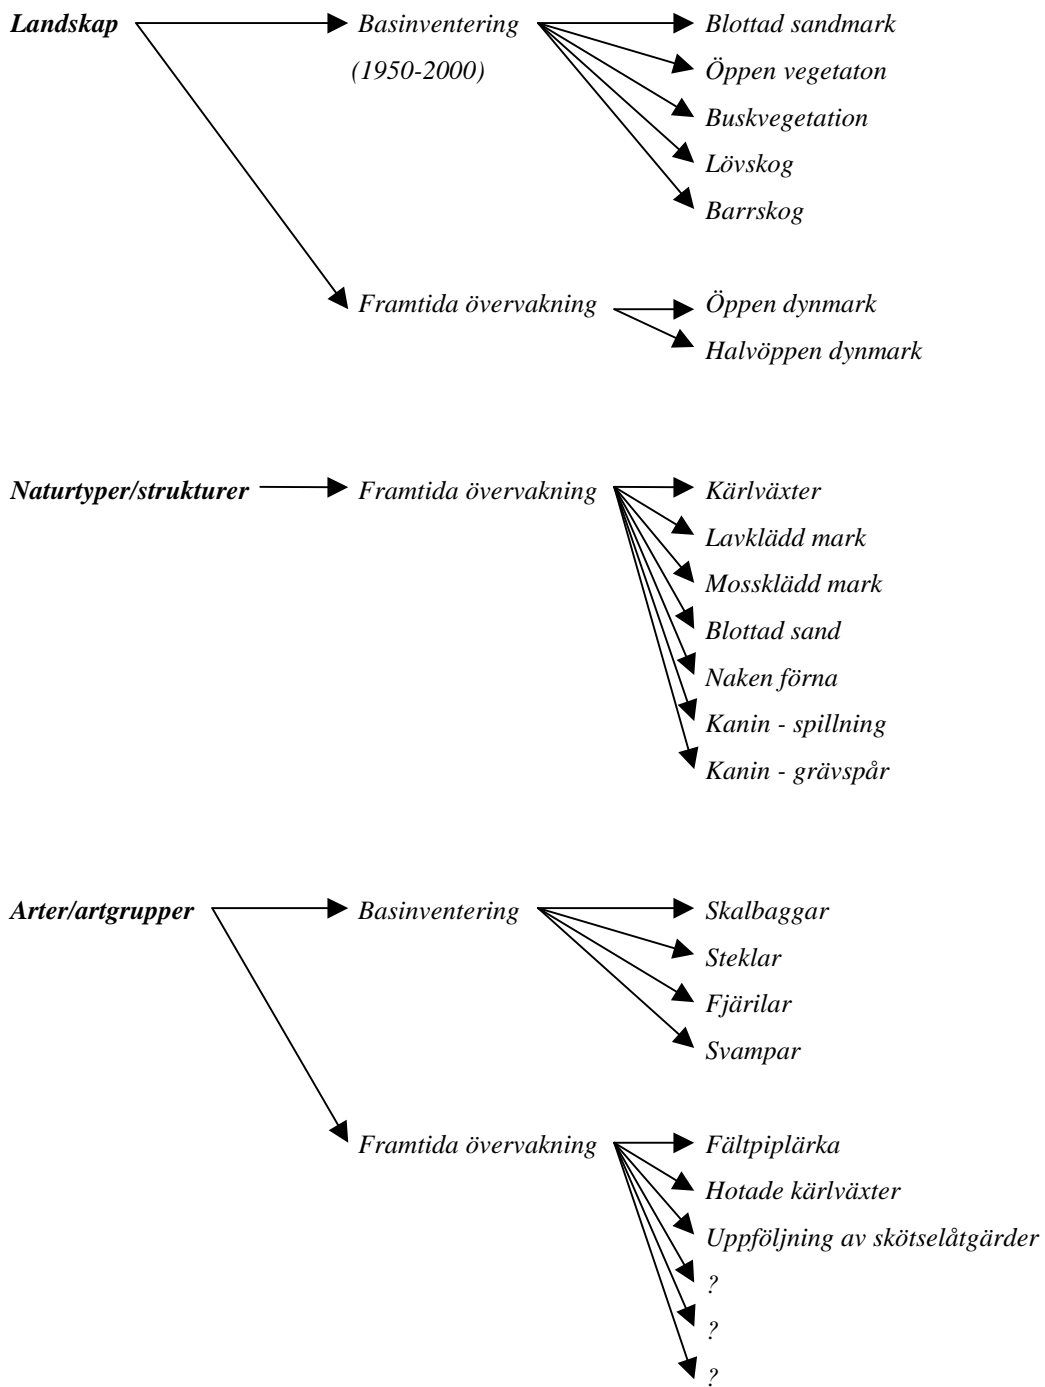 Landskap
Basinventering
(1950-2000)
Blottad sandmark
Öppen vegetaton
Buskvegetation
Lövskog
Barrskog
Framtida övervakning
Öppen dynmark
Halvöppen dynmark
Naturtyper/strukturer
Framtida övervakning
Kärlväxter
Lavklädd mark
Mossklädd mark
Blottad sand
Naken förna
Kanin - spillning
Kanin - grävspår
Arter/artgrupper
Basinventering
Skalbaggar
Steklar
Fjärilar
Svampar
Framtida övervakning
Fältpiplärka
Hotade kärlväxter
Uppföljning av skötselåtgärder
?
?
?